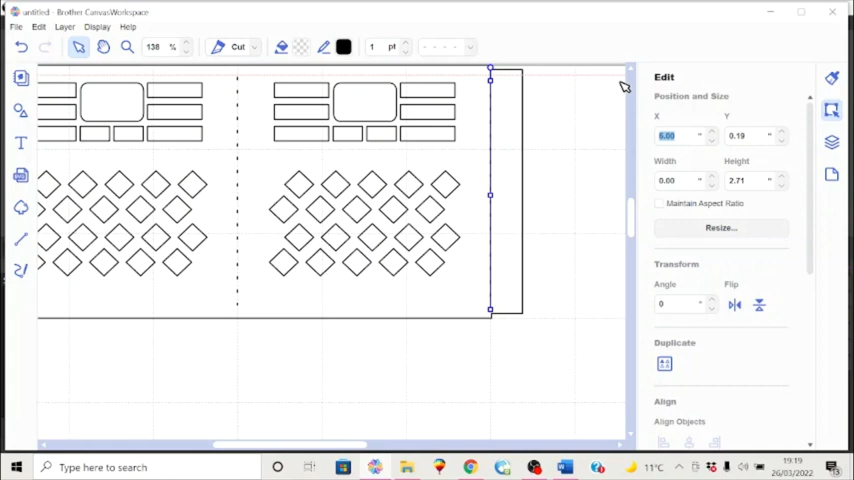 untitled - Brother CanvasWorkspace
File Edit Layer Display Help
138 % Cut 1 pt
Edit
Position and Size
X Y
6.00 " 0.19 "
Width Height
0.00 " 2.71 "
Maintain Aspect Ratio
Resize...
Transform
Angle Flip
0 °
Duplicate
Align
Align Objects
Type here to search
11°C
19.19
26/03/2022